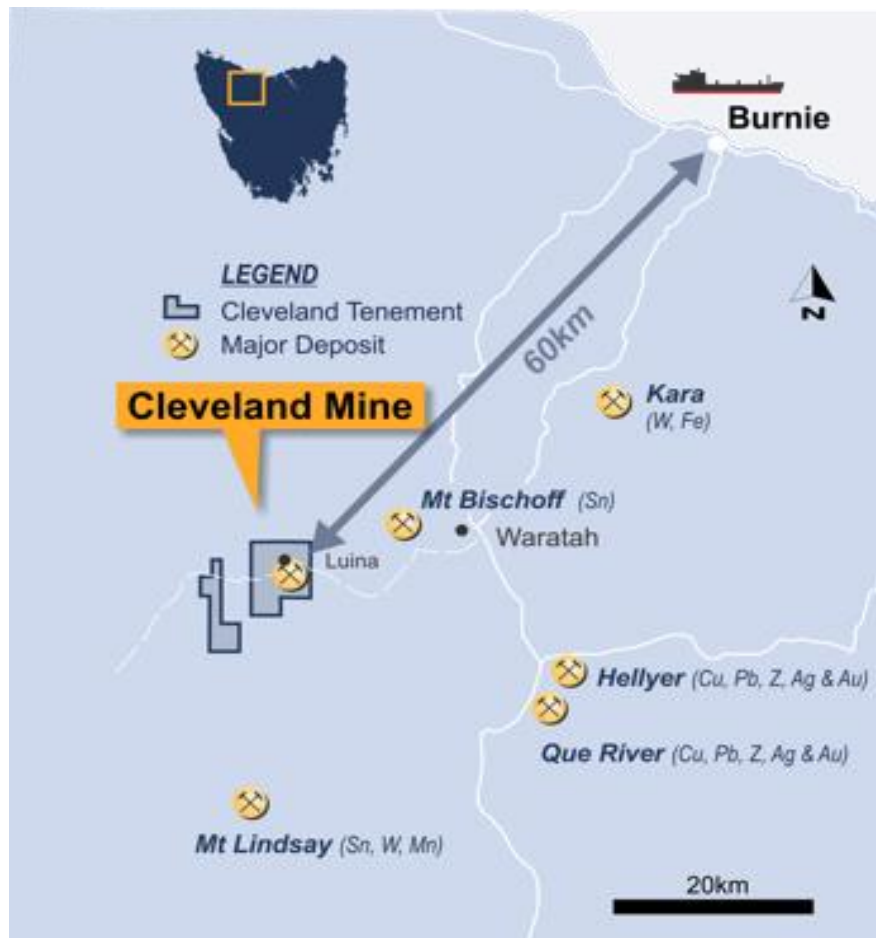 Burnie
LEGEND
Cleveland Tenement
Major Deposit
N
60km
Cleveland Mine
Kara
(W, Fe)
Mt Bischoff (Sn)
Waratah
Luina
Hellyer (Cu, Pb, Z, Ag & Au)
Que River (Cu, Pb, Z, Ag & Au)
Mt Lindsay (Sn, W, Mn)
20km